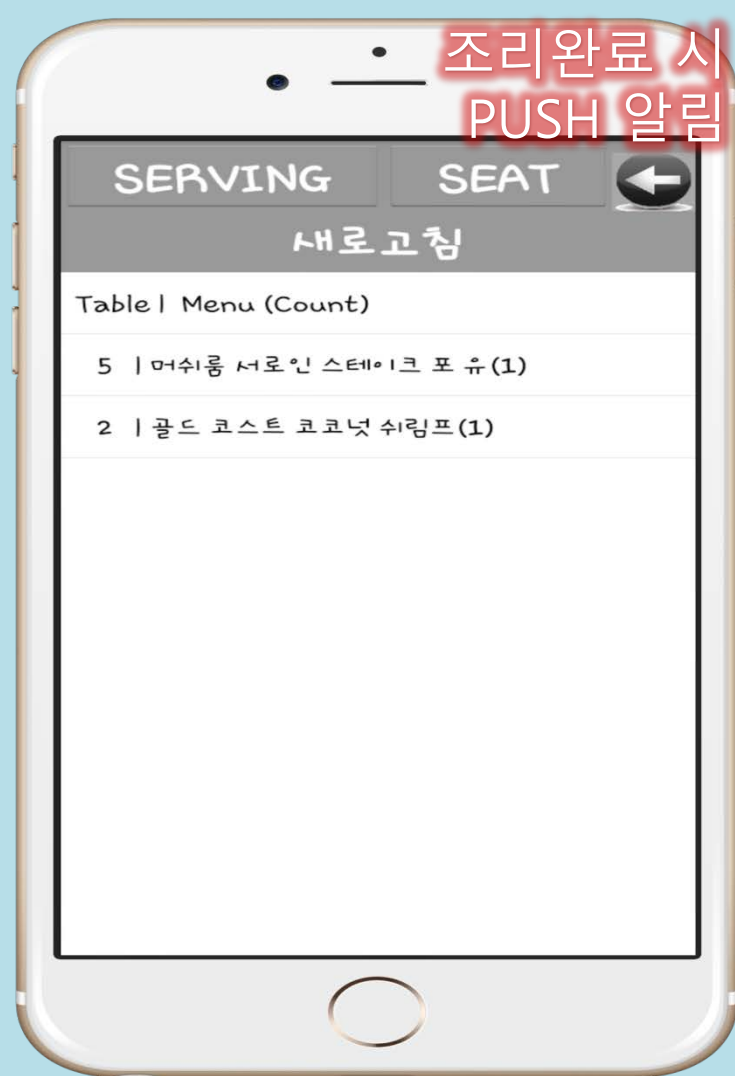 조리완료 시
PUSH 알림
SERVING SEAT
새로고침
Table| Menu (Count)
5 |머쉬룸 서로인 스테이크 포 유(1)
2 |골드 코스트 코코넛 쉬림프(1)